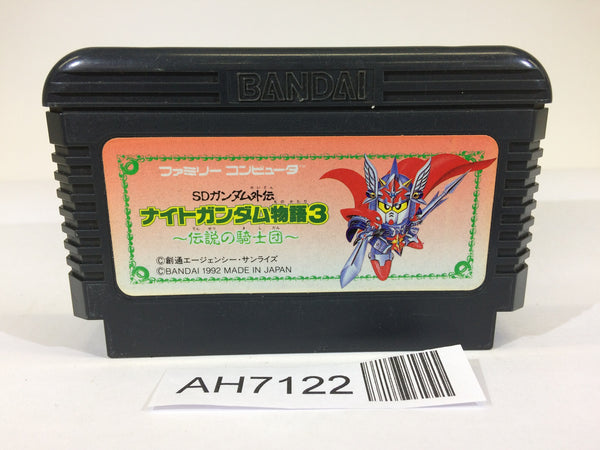 BANDAI
ファミリー コンピュータ™
SDガンダム外伝
ナイトガンダム物語3
～伝説の騎士団～
©創通エージェンシー・サンライズ
©BANDAI 1992 MADE IN JAPAN
AH7122